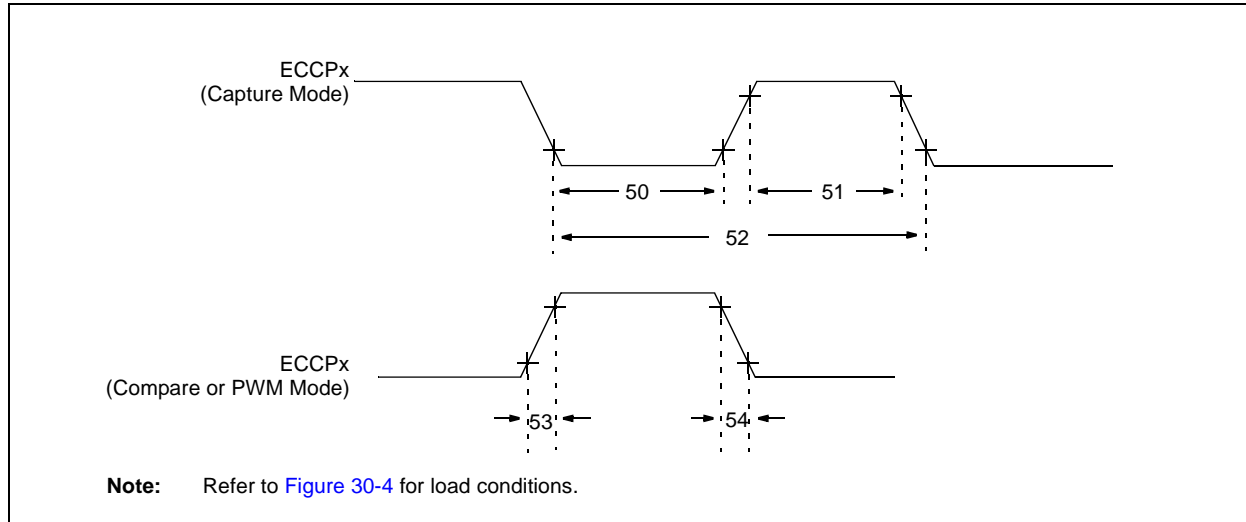 ECCPx
(Capture Mode)
50
51
52
ECCPx
(Compare or PWM Mode)
53
54
Note: Refer to Figure 30-4 for load conditions.